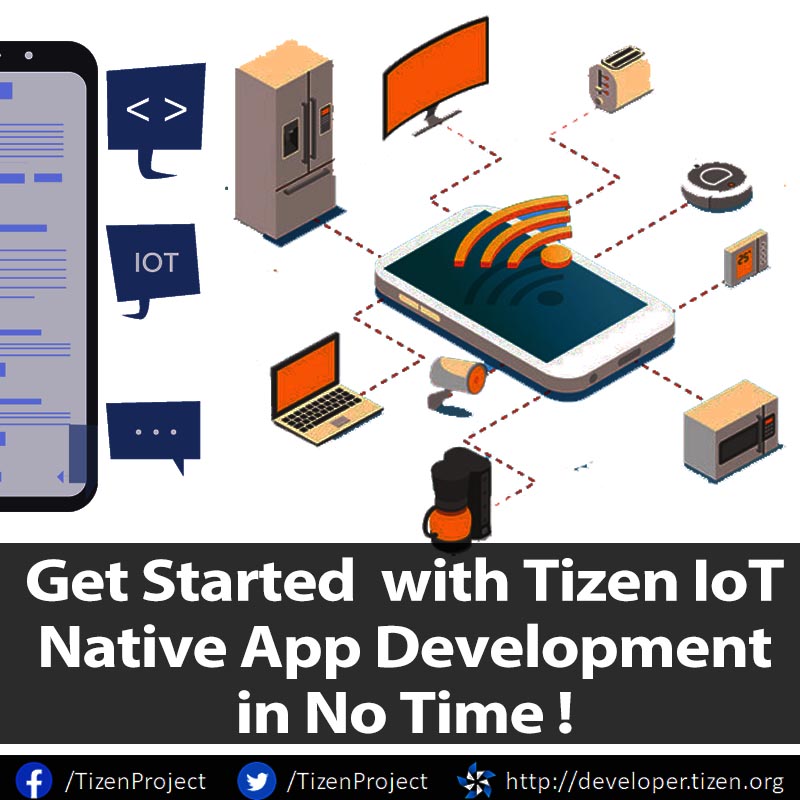 < >
IOT
...
25°
Get Started with Tizen IoT
Native App Development
in No Time !
/TizenProject
/TizenProject
http://developer.tizen.org